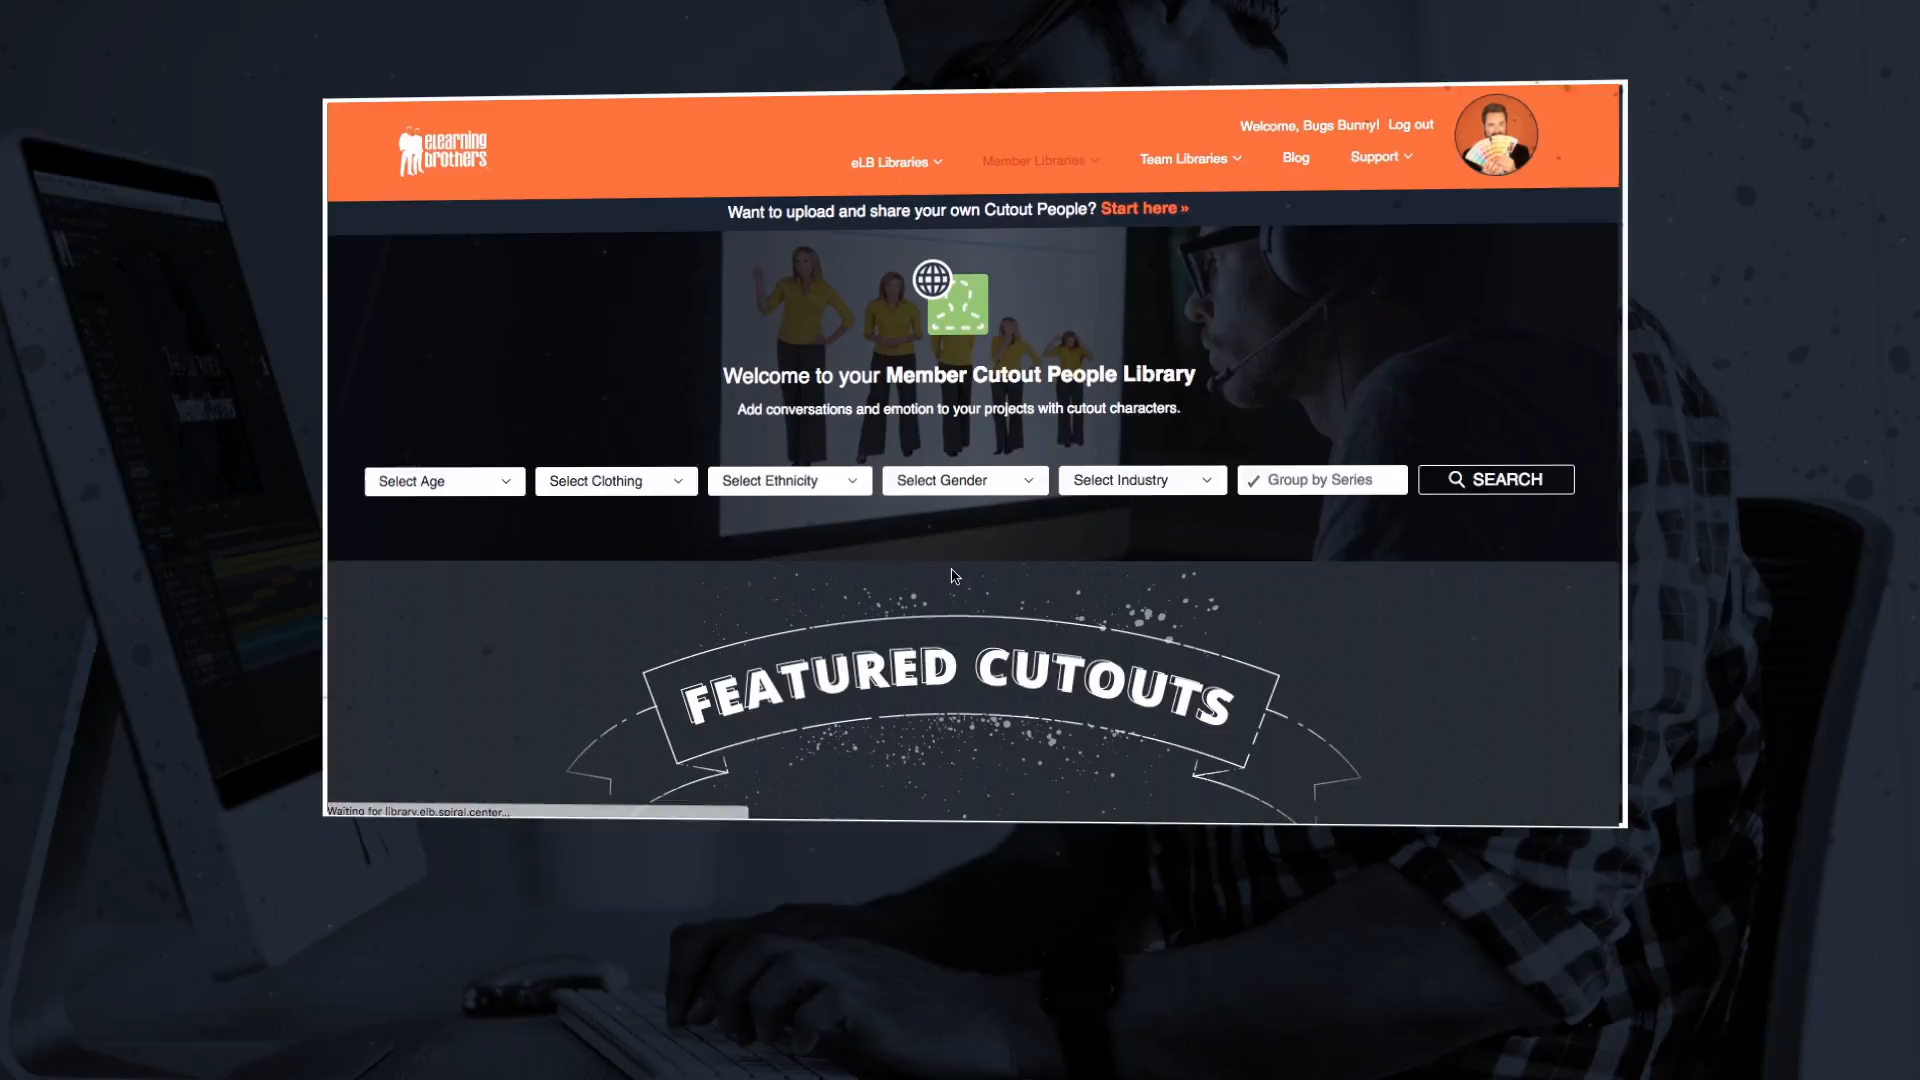 elearning
brothers
Welcome, Bugs Bunny! Log out
eLB Libraries
Member Libraries
Team Libraries
Blog
Support
Want to upload and share your own Cutout People? Start here »
Welcome to your Member Cutout People Library
Add conversations and emotion to your projects with cutout characters.
Select Age
Select Clothing
Select Ethnicity
Select Gender
Select Industry
✓ Group by Series
SEARCH
FEATURED CUTOUTS
Waiting for library.elb.spiral.center...